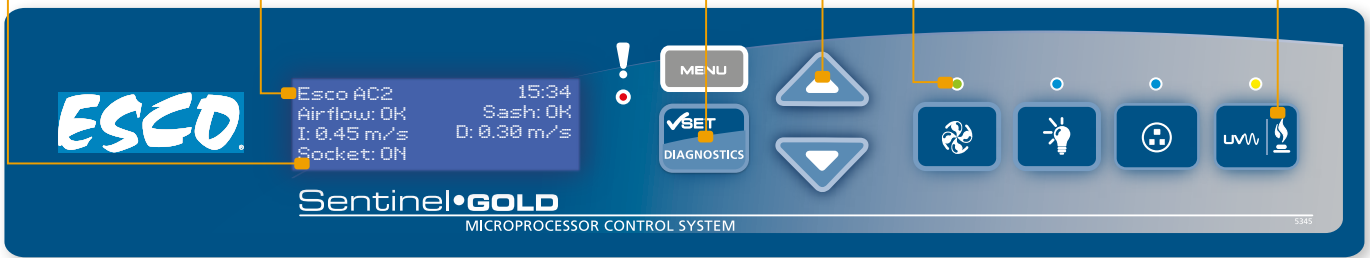 ESCO.
Esco AC2 15:34
Airflow: OK Sash: OK
I: 0.45 m/s D: 0.30 m/s
Socket: ON
!
MENU
✓SET
DIAGNOSTICS
UV
Sentinel•GOLD
MICROPROCESSOR CONTROL SYSTEM
S345